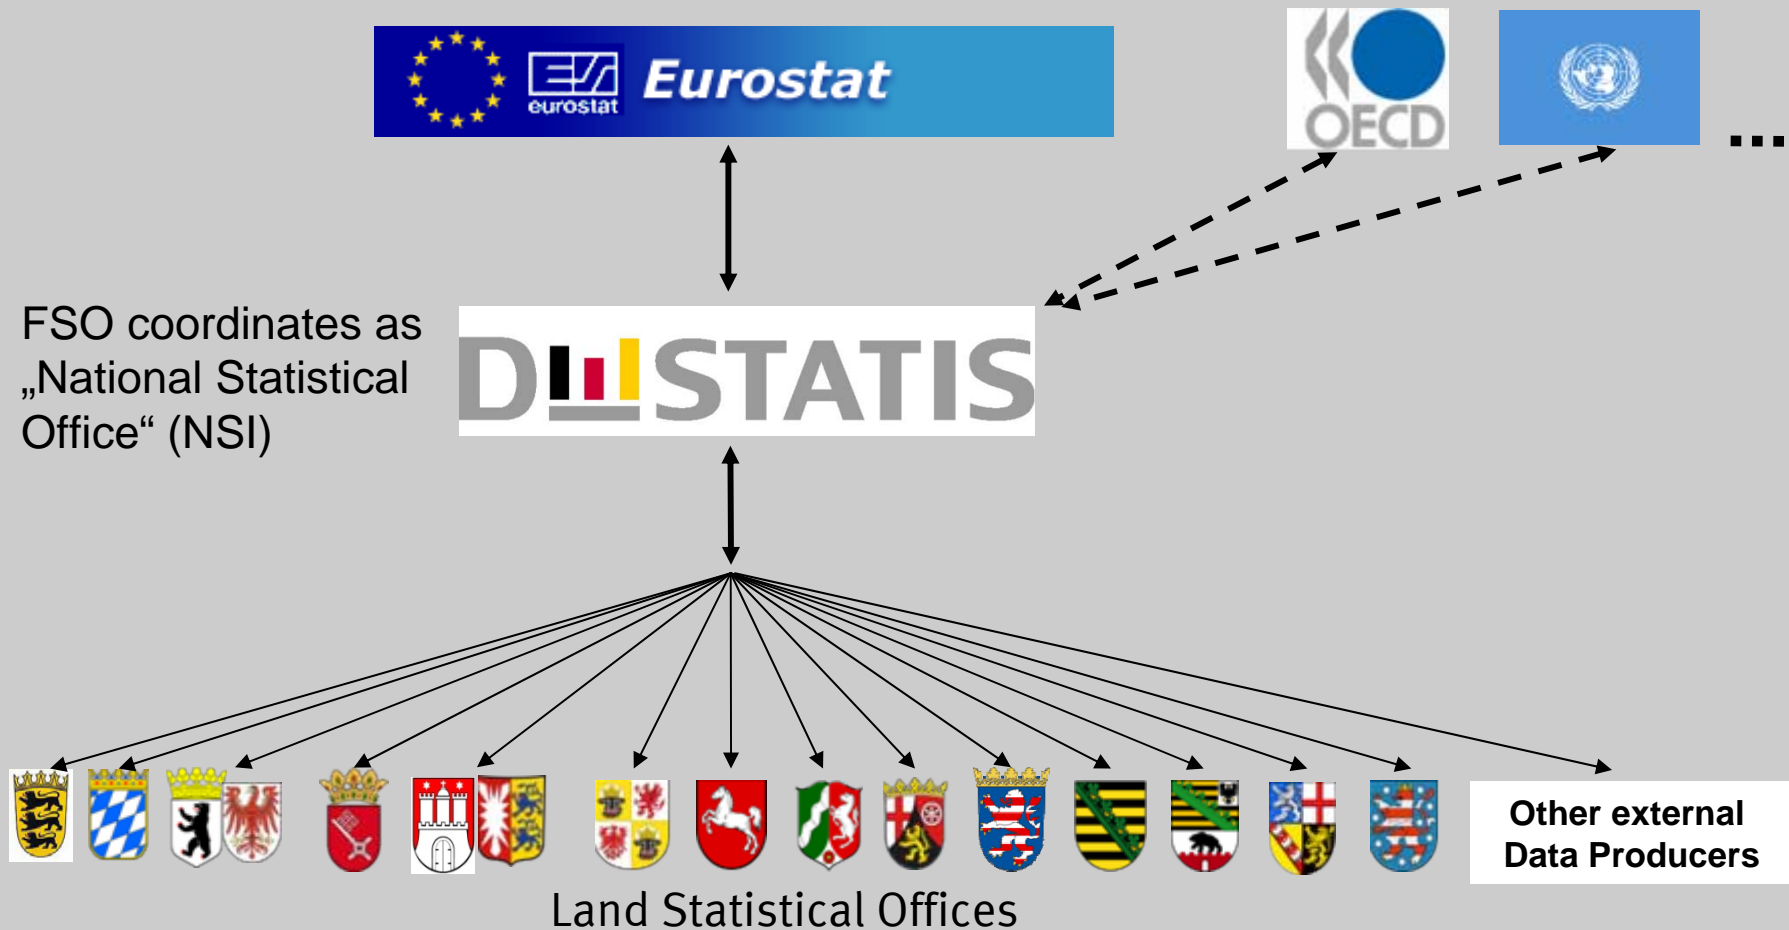 eurostat
Eurostat
OECD
....
FSO coordinates as
„National Statistical
Office“ (NSI)
DESTATIS
Other external
Data Producers
Land Statistical Offices